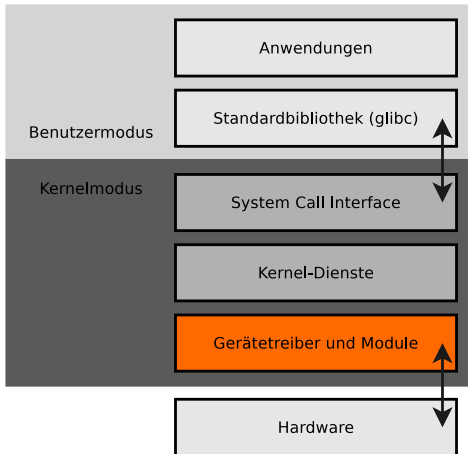 Anwendungen
Standardbibliothek (glibc)
Benutzermodus
Kernelmodus
System Call Interface
Kernel-Dienste
Gerätetreiber und Module
Hardware